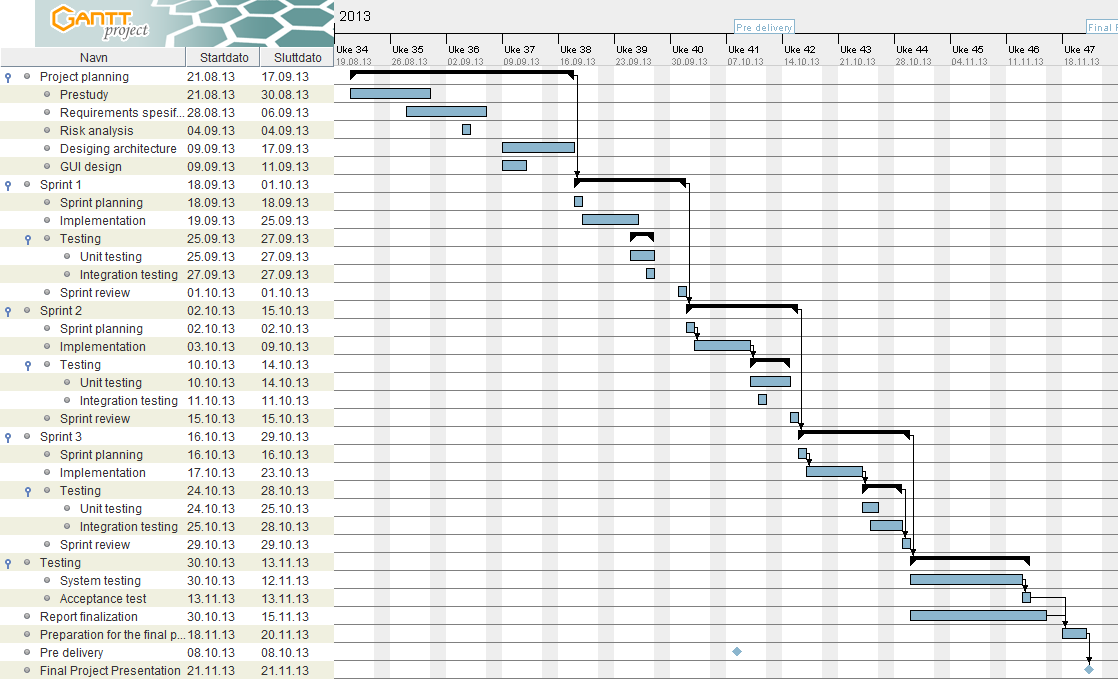 GANTT
project
2013
Pre delivery
Final P
Navn Startdato Sluttdato
Uke 34 Uke 35 Uke 36 Uke 37 Uke 38 Uke 39 Uke 40 Uke 41 Uke 42 Uke 43 Uke 44 Uke 45 Uke 46 Uke 47
19.08.13 26.08.13 02.09.13 09.09.13 16.09.13 23.09.13 30.09.13 07.10.13 14.10.13 21.10.13 28.10.13 04.11.13 11.11.13 18.11.13
Project planning 21.08.13 17.09.13
Prestudy 21.08.13 30.08.13
Requirements spesif... 28.08.13 06.09.13
Risk analysis 04.09.13 04.09.13
Desiging architecture 09.09.13 17.09.13
GUI design 09.09.13 11.09.13
Sprint 1 18.09.13 01.10.13
Sprint planning 18.09.13 18.09.13
Implementation 19.09.13 25.09.13
Testing 25.09.13 27.09.13
Unit testing 25.09.13 27.09.13
Integration testing 27.09.13 27.09.13
Sprint review 01.10.13 01.10.13
Sprint 2 02.10.13 15.10.13
Sprint planning 02.10.13 02.10.13
Implementation 03.10.13 09.10.13
Testing 10.10.13 14.10.13
Unit testing 10.10.13 14.10.13
Integration testing 11.10.13 11.10.13
Sprint review 15.10.13 15.10.13
Sprint 3 16.10.13 29.10.13
Sprint planning 16.10.13 16.10.13
Implementation 17.10.13 23.10.13
Testing 24.10.13 28.10.13
Unit testing 24.10.13 25.10.13
Integration testing 25.10.13 28.10.13
Sprint review 29.10.13 29.10.13
Testing 30.10.13 13.11.13
System testing 30.10.13 12.11.13
Acceptance test 13.11.13 13.11.13
Report finalization 30.10.13 15.11.13
Preparation for the final p... 18.11.13 20.11.13
Pre delivery 08.10.13 08.10.13
Final Project Presentation 21.11.13 21.11.13